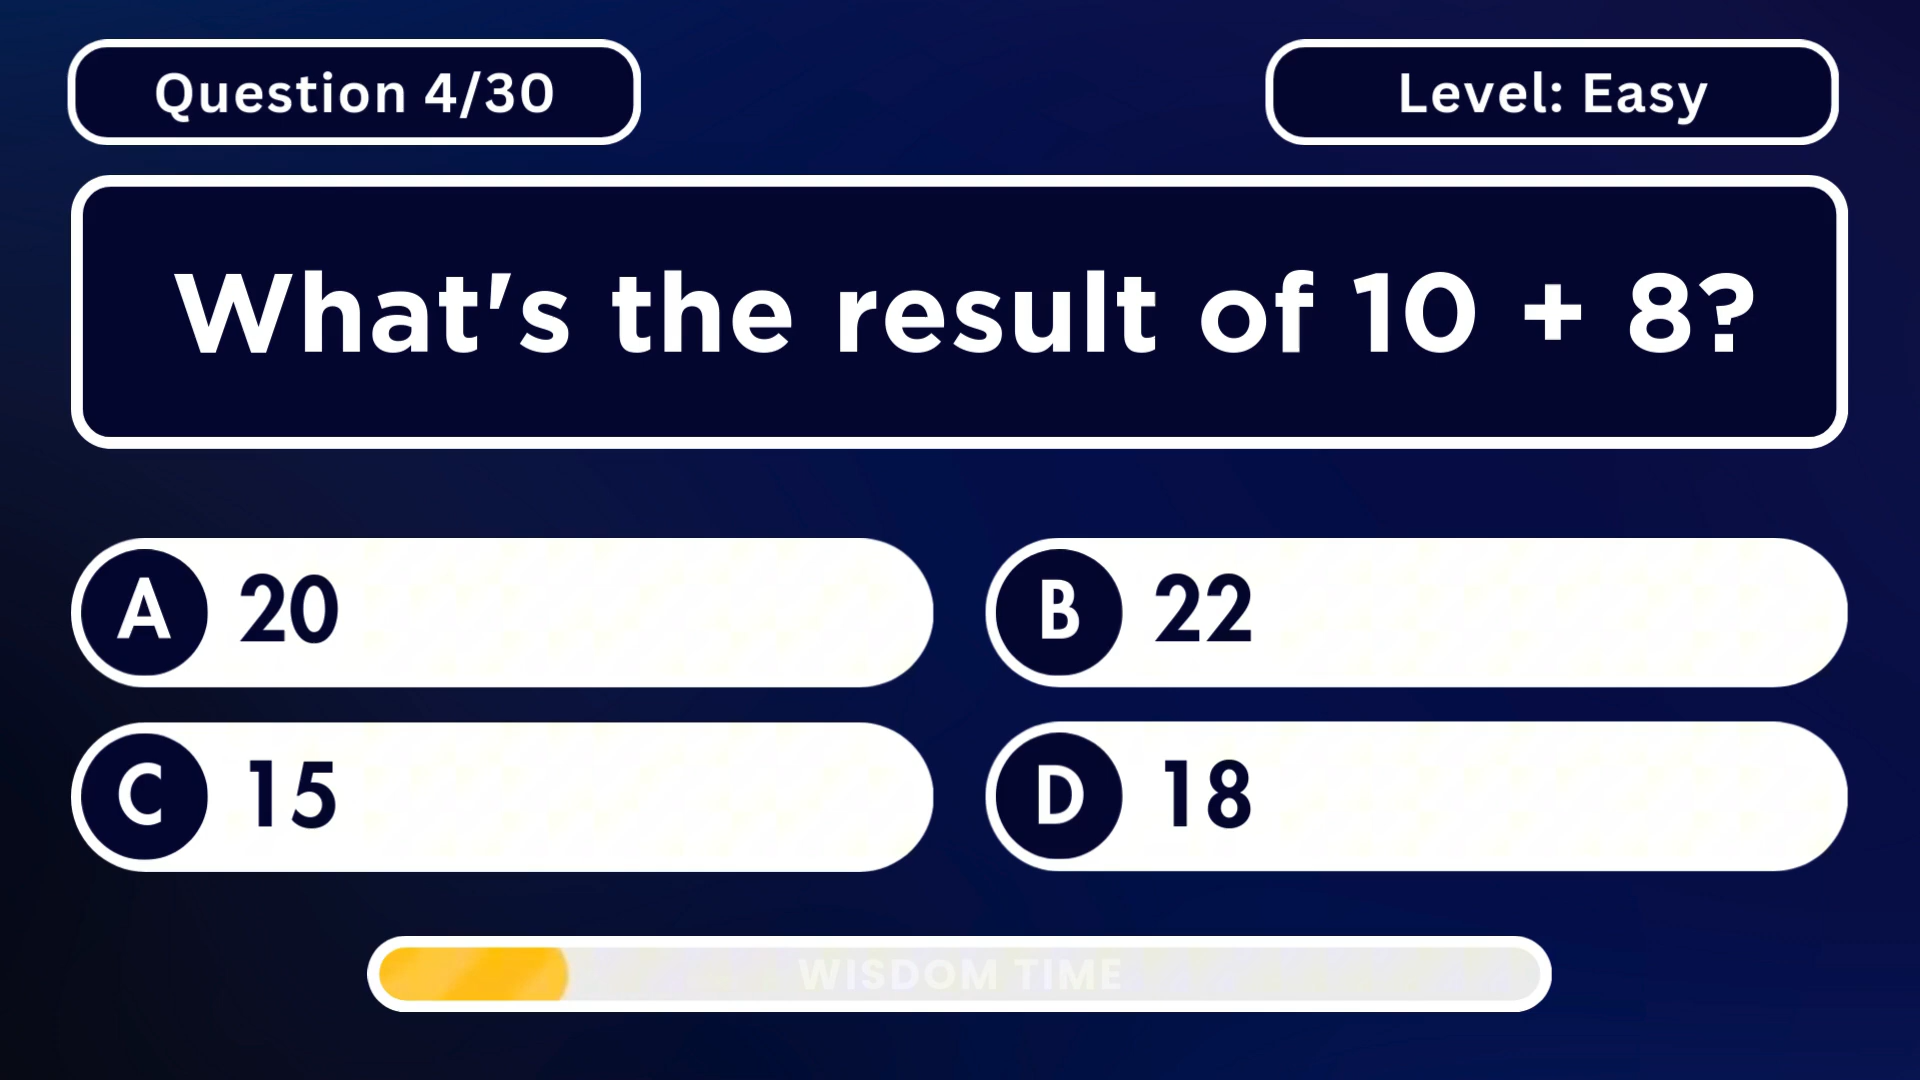 Question 4/30
Level: Easy
What's the result of 10 + 8?
A 20
B 22
C 15
D 18
WISDOM TIME